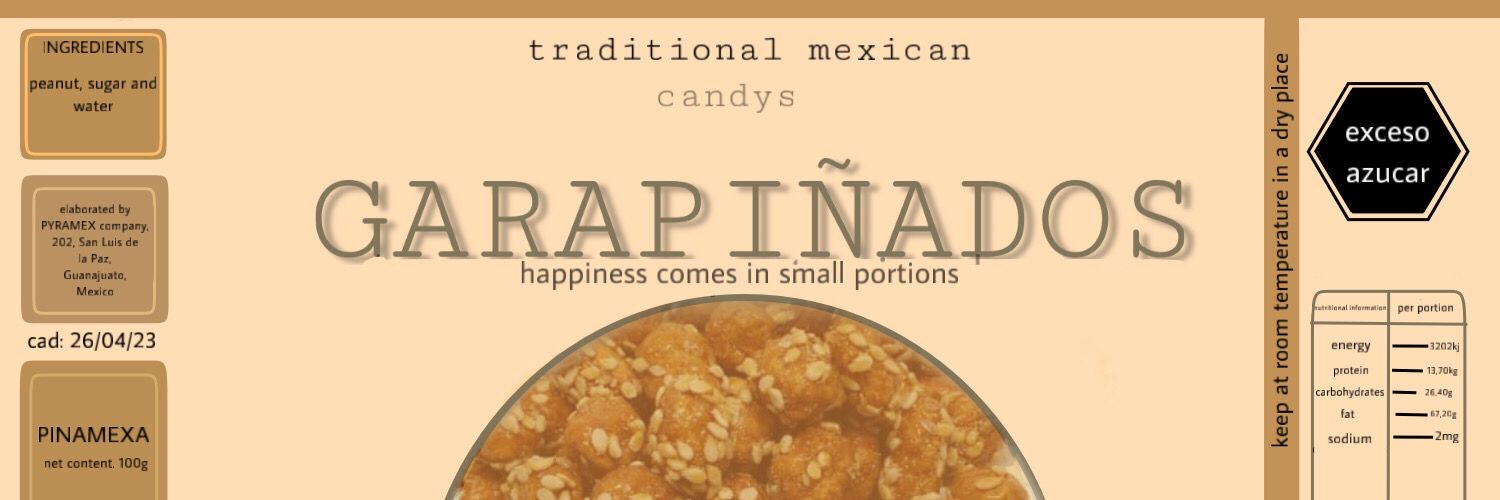 INGREDIENTS
peanut, sugar and
water
elaborated by
PYRAMEX company,
202, San Luis de
la Paz,
Guanajuato,
Mexico
cad: 26/04/23
PINAMEXA
net content. 100g
traditional mexican
candys
GARAPIÑADOS
happiness comes in small portions
keep at room temperature in a dry place
exceso
azucar
nutritional information per portion
energy 3202kj
protein 13,70kg
carbohydrates 26,40g
fat 67,20g
sodium 2mg